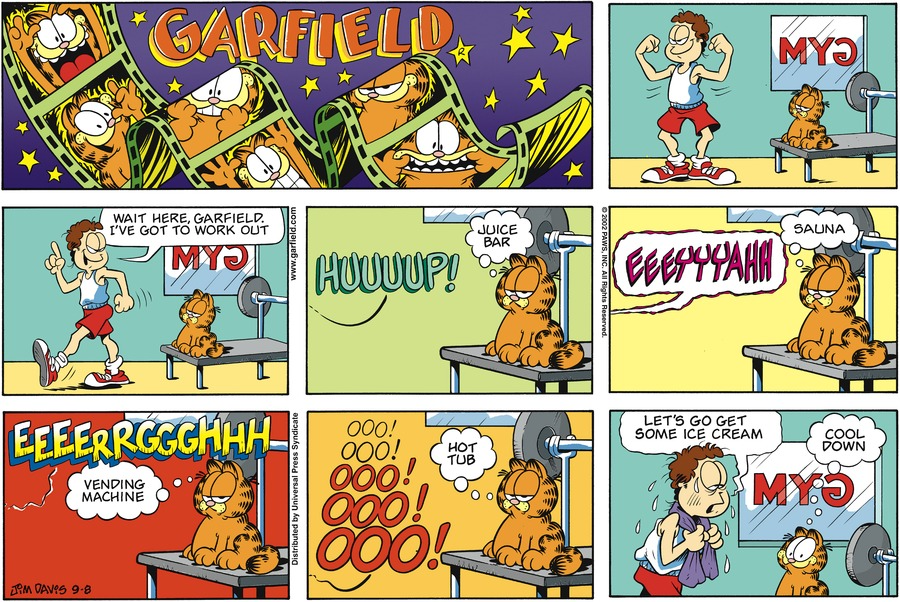 GARFIELD
MYG
WAIT HERE, GARFIELD.
I'VE GOT TO WORK OUT
MYG
www.garfield.com
HUUUUP!
JUICE
BAR
© 2002 PAWS, INC. All Rights Reserved.
EEEYYYAHH
SAUNA
EEEERRGGGHHH
VENDING
MACHINE
JIM DAVIS 9-8
Distributed by Universal Press Syndicate
OOO!
OOO!
OOO!
OOO!
OOO!
HOT
TUB
LET'S GO GET
SOME ICE CREAM
COOL
DOWN
MYG